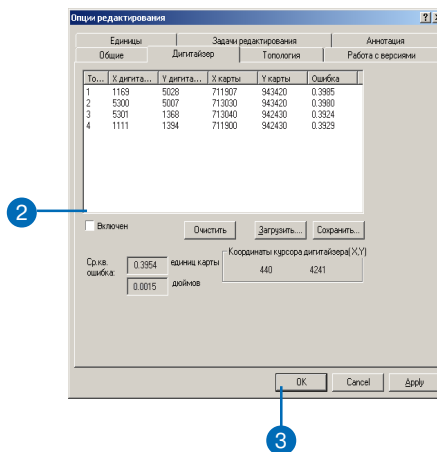 Опции редактирования
Единицы Задачи редактирования Аннотация
Общие Дигитайзер Топология Работа с версиями
То... X дигита... Y дигита... X карты Y карты Ошибка
1 1169 5028 711907 943420 0.3985
2 5300 5007 713030 943420 0.3980
3 5301 1368 713040 942430 0.3924
4 1111 1394 711900 942430 0.3929
2
Включен Очистить Загрузить.... Сохранить...
Ср.кв. ошибка: 0.3954 единиц карты
0.0015 дюймов
Координаты курсора дигитайзера(X,Y)
440 4241
OK Cancel Apply
3